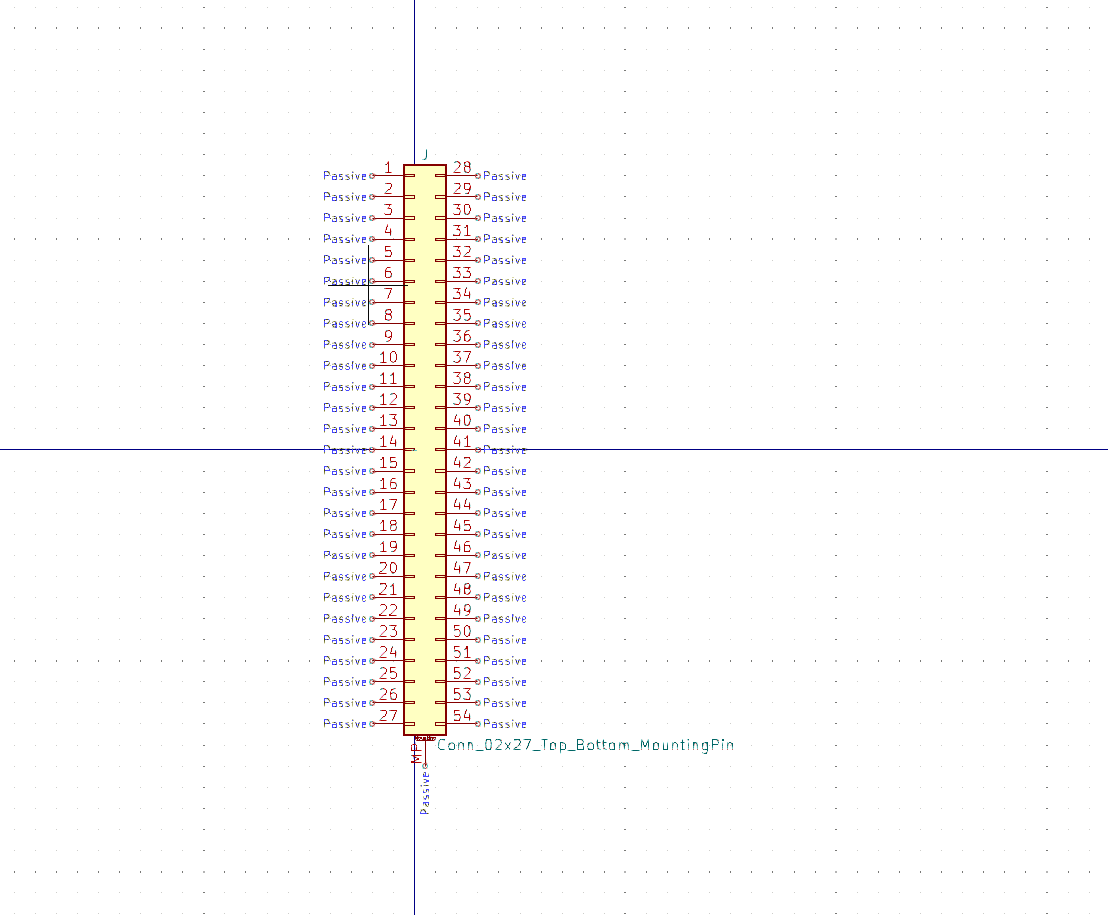 J
Passive 1 28 Passive
Passive 2 29 Passive
Passive 3 30 Passive
Passive 4 31 Passive
Passive 5 32 Passive
Passive 6 33 Passive
Passive 7 34 Passive
Passive 8 35 Passive
Passive 9 36 Passive
Passive 10 37 Passive
Passive 11 38 Passive
Passive 12 39 Passive
Passive 13 40 Passive
Passive 14 41 Passive
Passive 15 42 Passive
Passive 16 43 Passive
Passive 17 44 Passive
Passive 18 45 Passive
Passive 19 46 Passive
Passive 20 47 Passive
Passive 21 48 Passive
Passive 22 49 Passive
Passive 23 50 Passive
Passive 24 51 Passive
Passive 25 52 Passive
Passive 26 53 Passive
Passive 27 54 Passive
Conn_02x27_Top_Bottom_MountingPin
MP
Passive